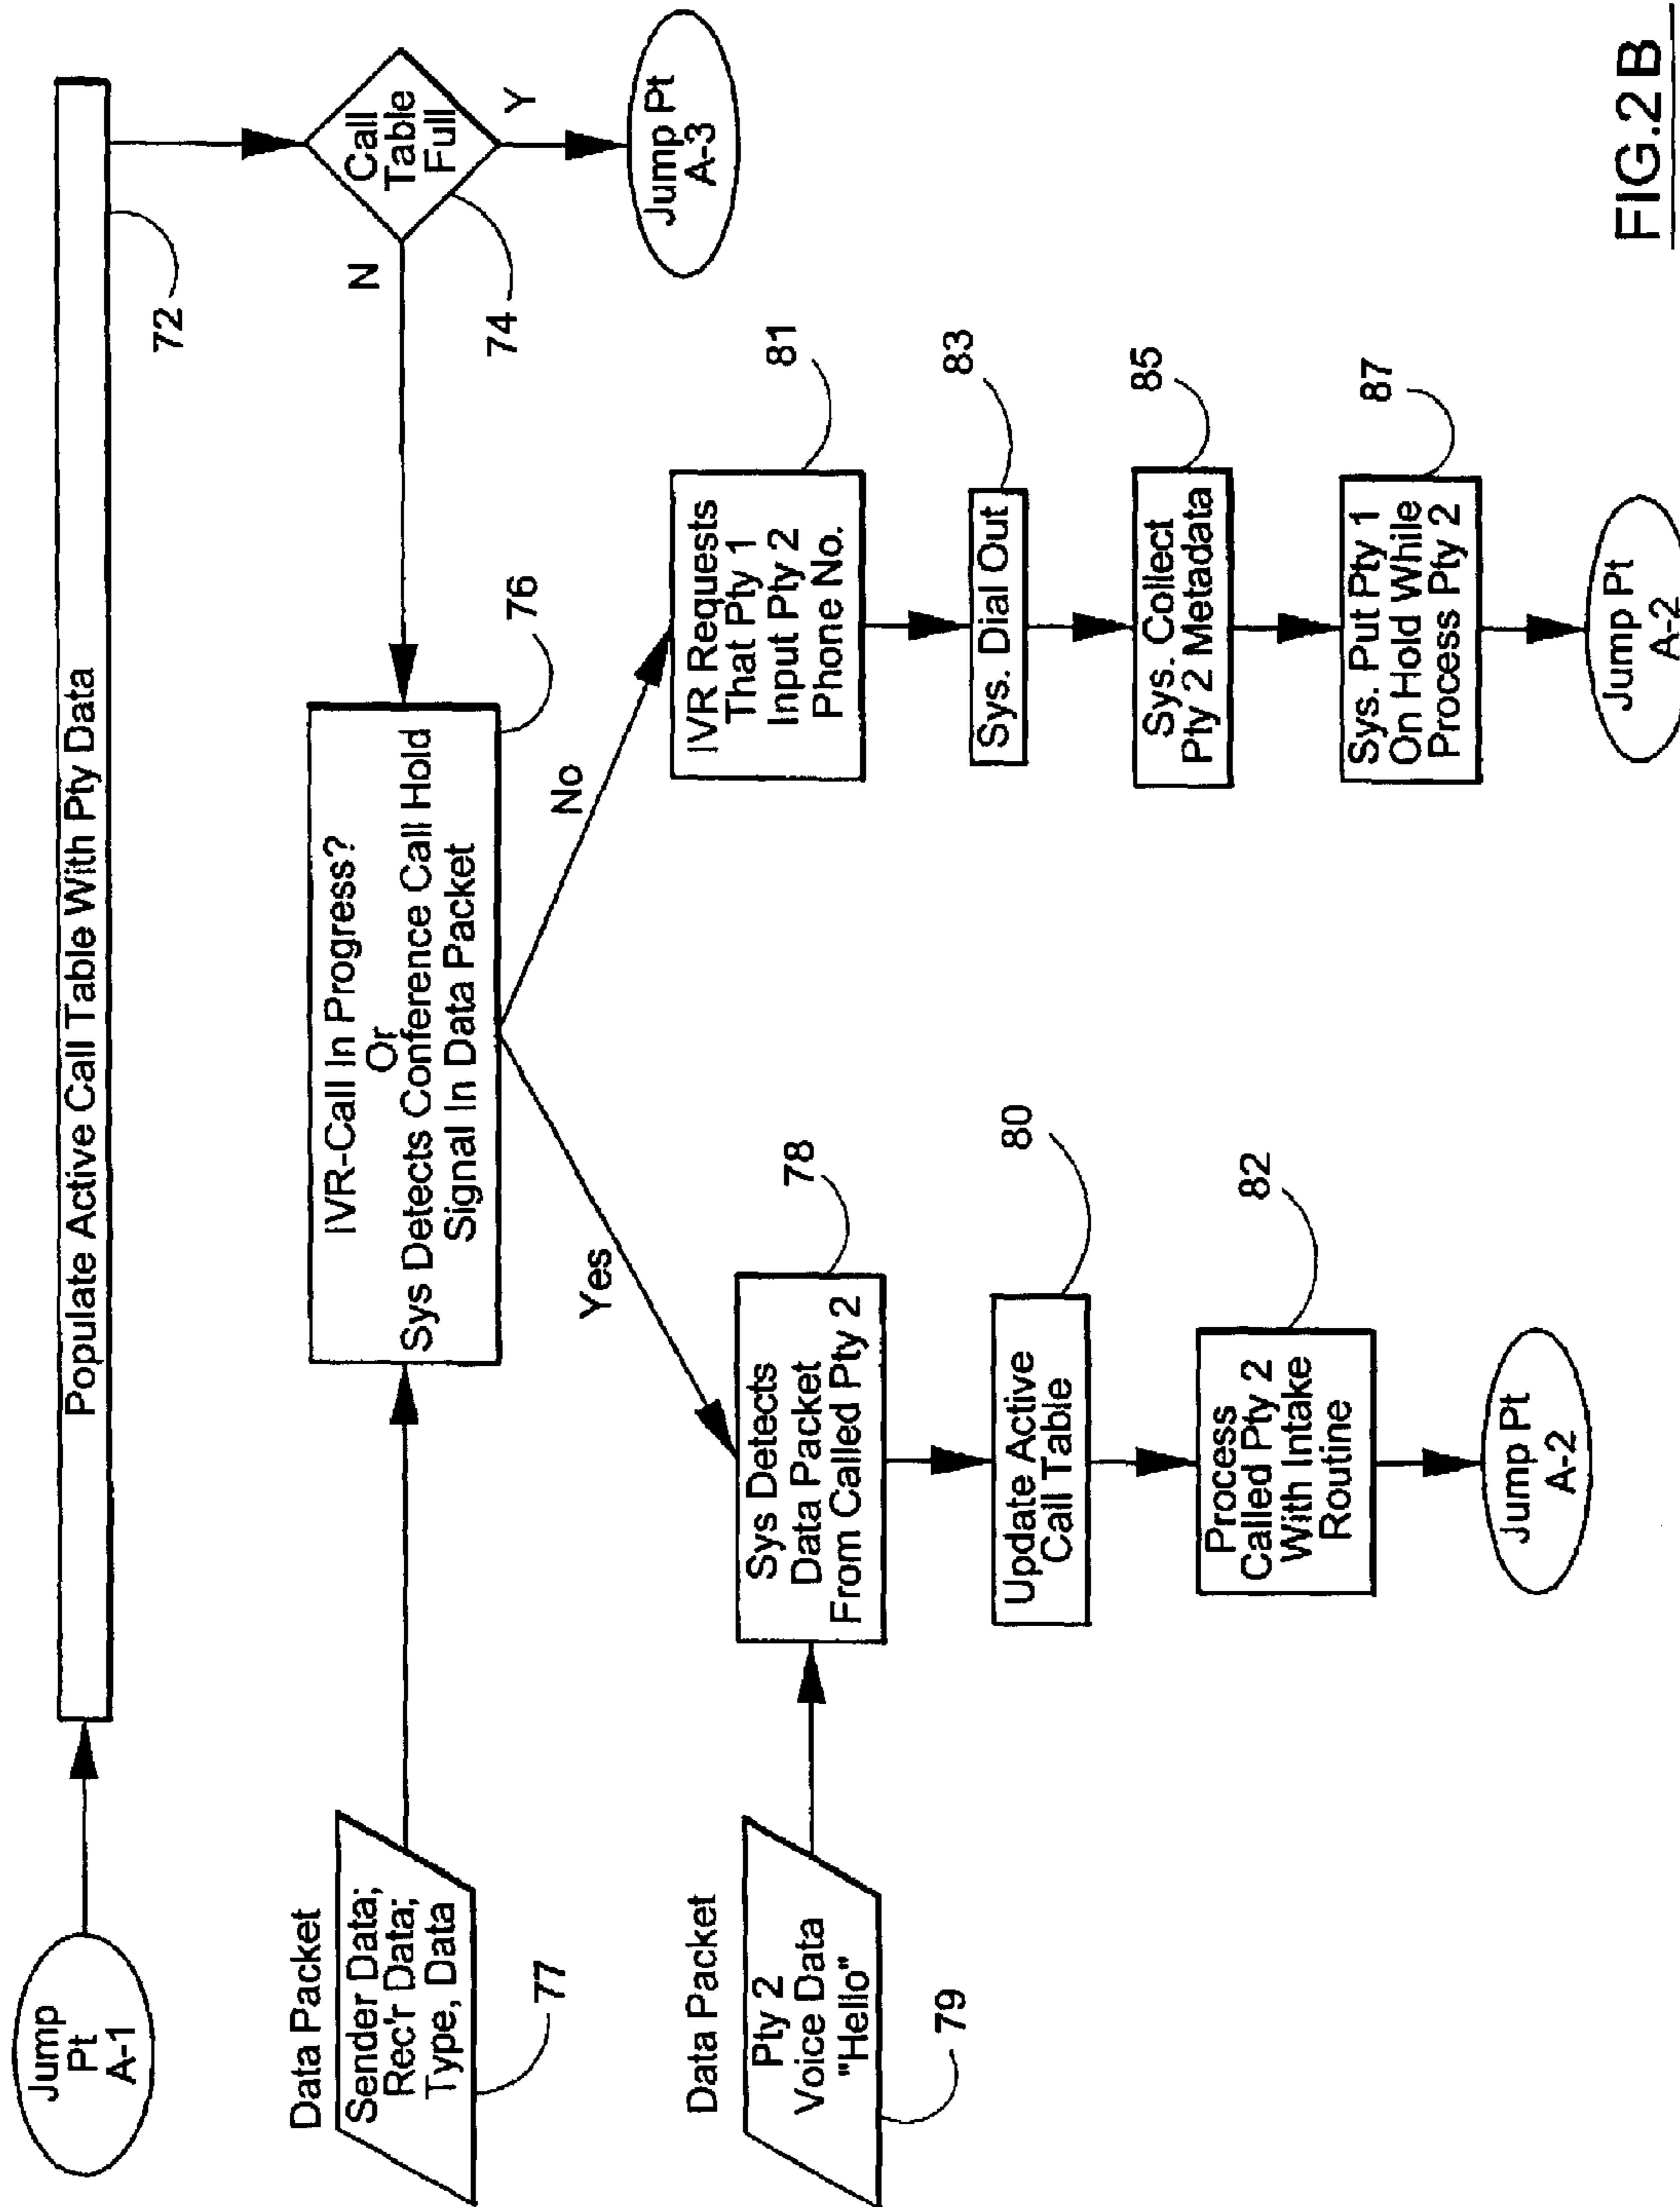 Jump
Pt
A-1
Populate Active Call Table With Pty Data
72
Call
Table
Full
N
Y
74
Jump Pt
A-3
Data Packet
Sender Data;
Rec'r Data;
Type, Data
77
IVR-Call In Progress?
Or
Sys Detects Conference Call Hold
Signal In Data Packet
76
Yes
No
Data Packet
Pty 2
Voice Data
"Hello"
79
Sys Detects
Data Packet
From Called Pty 2
78
Update Active
Call Table
80
Process
Called Pty 2
With Intake
Routine
82
Jump Pt
A-2
IVR Requests
That Pty 1
Input Pty 2
Phone No.
81
Sys. Dial Out
83
Sys. Collect
Pty 2 Metadata
85
Sys. Put Pty 1
On Hold While
Process Pty 2
87
Jump Pt
A-2
FIG.2B